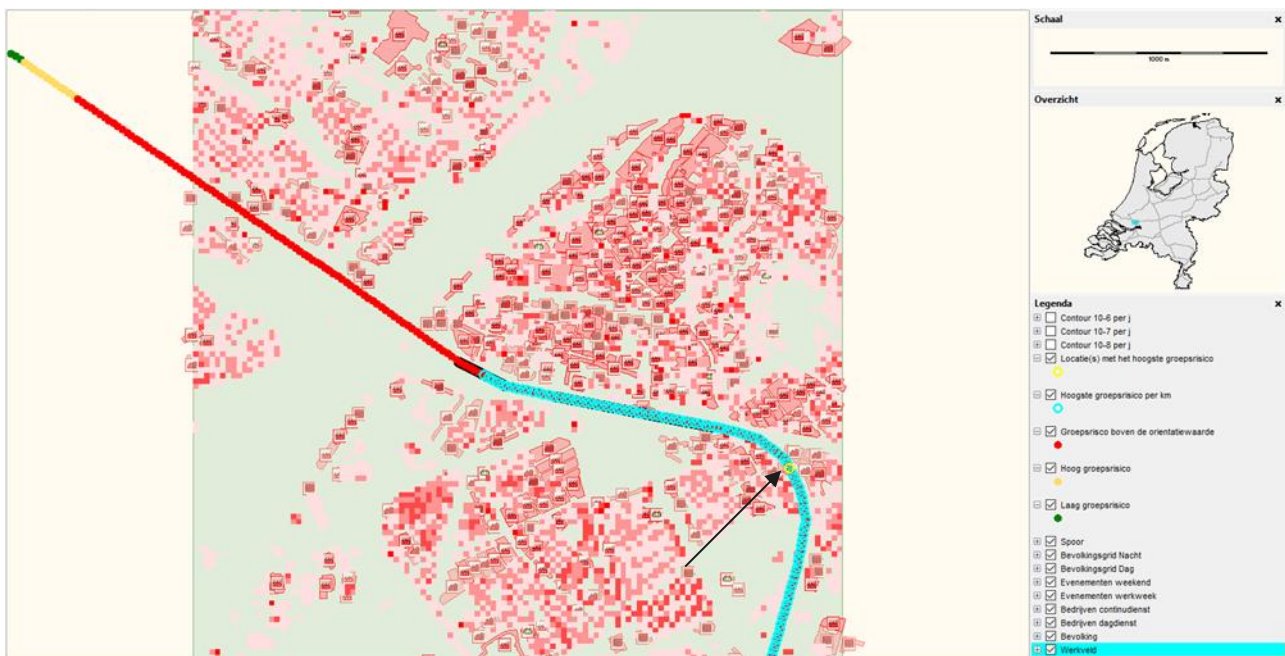 Schaal x
1000 m
Overzicht x
Legenda x
Contour 10-6 per j
Contour 10-7 per j
Contour 10-8 per j
Locatie(s) met het hoogste groepsrisico
Hoogste groepsrisico per km
Groepsrisco boven de orientatiewaarde
Hoog groepsrisico
Laag groepsrisico
Spoor
Bevolkingsgrid Nacht
Bevolkingsgrid Dag
Evenementen weekend
Evenementen werkweek
Bedrijven continudienst
Bedrijven dagdienst
Bevolking
Werkveld